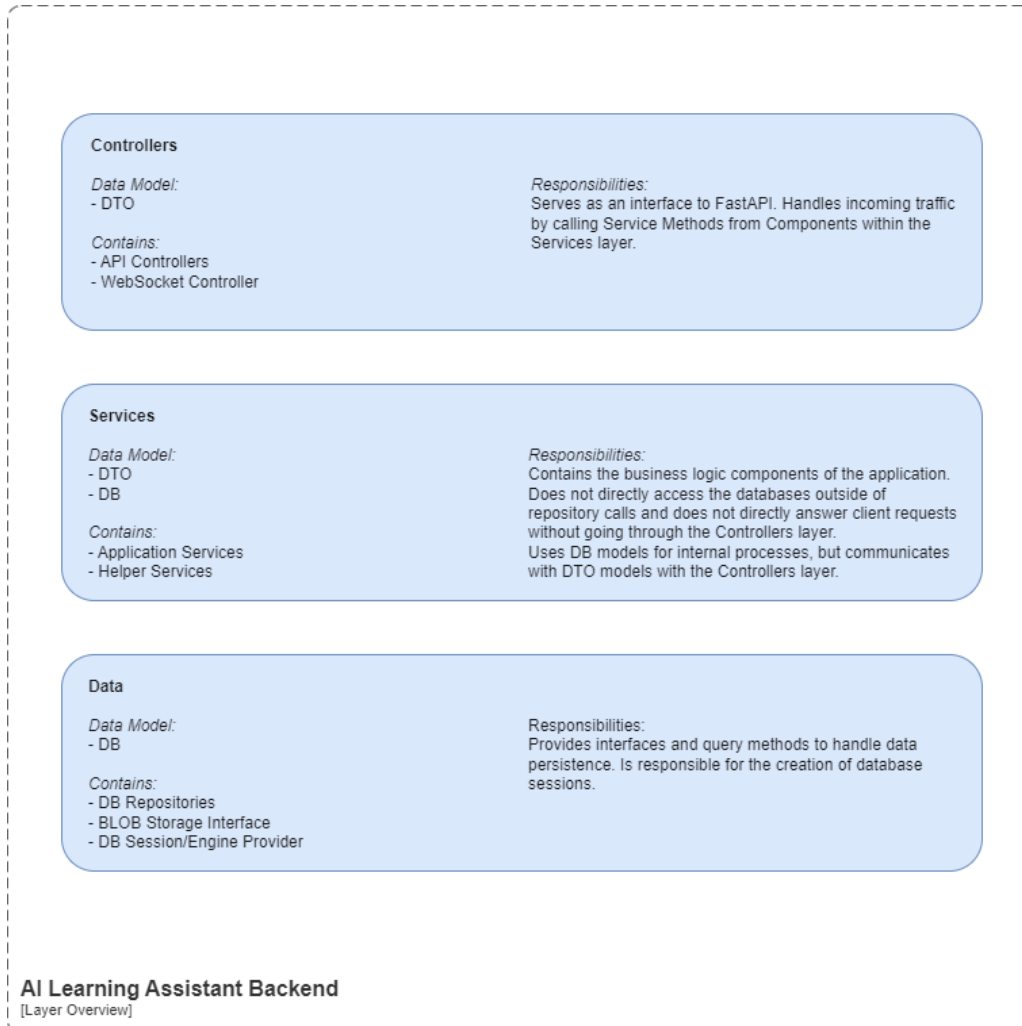 Controllers
Data Model:
- DTO
Contains:
- API Controllers
- WebSocket Controller
Responsibilities:
Serves as an interface to FastAPI. Handles incoming traffic
by calling Service Methods from Components within the
Services layer.
Services
Data Model:
- DTO
- DB
Contains:
- Application Services
- Helper Services
Responsibilities:
Contains the business logic components of the application.
Does not directly access the databases outside of
repository calls and does not directly answer client requests
without going through the Controllers layer.
Uses DB models for internal processes, but communicates
with DTO models with the Controllers layer.
Data
Data Model:
- DB
Contains:
- DB Repositories
- BLOB Storage Interface
- DB Session/Engine Provider
Responsibilities:
Provides interfaces and query methods to handle data
persistence. Is responsible for the creation of database
sessions.
AI Learning Assistant Backend
[Layer Overview]